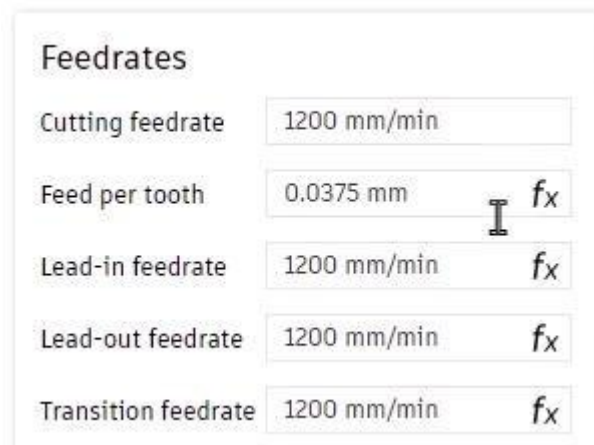 Feedrates
Cutting feedrate 1200 mm/min
Feed per tooth 0.0375 mm fx
Lead-in feedrate 1200 mm/min fx
Lead-out feedrate 1200 mm/min fx
Transition feedrate 1200 mm/min fx